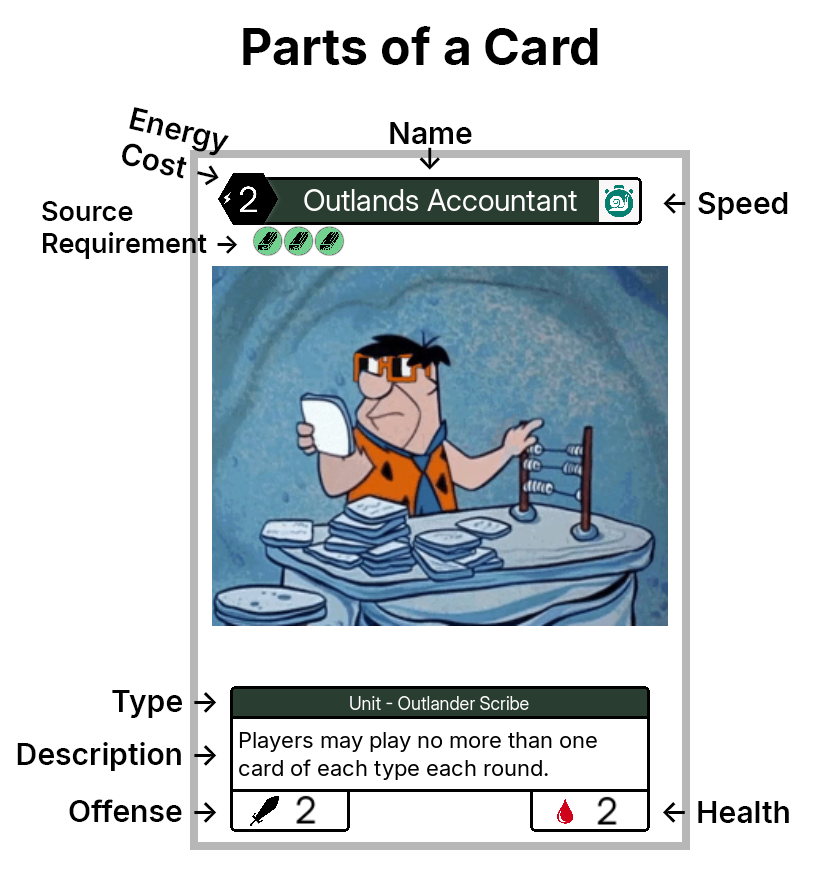 Parts of a Card
Energy
Cost →
Name
↓
2
Outlands Accountant
← Speed
Source
Requirement →
Type →
Unit - Outlander Scribe
Description →
Players may play no more than one
card of each type each round.
Offense →
2
2
← Health